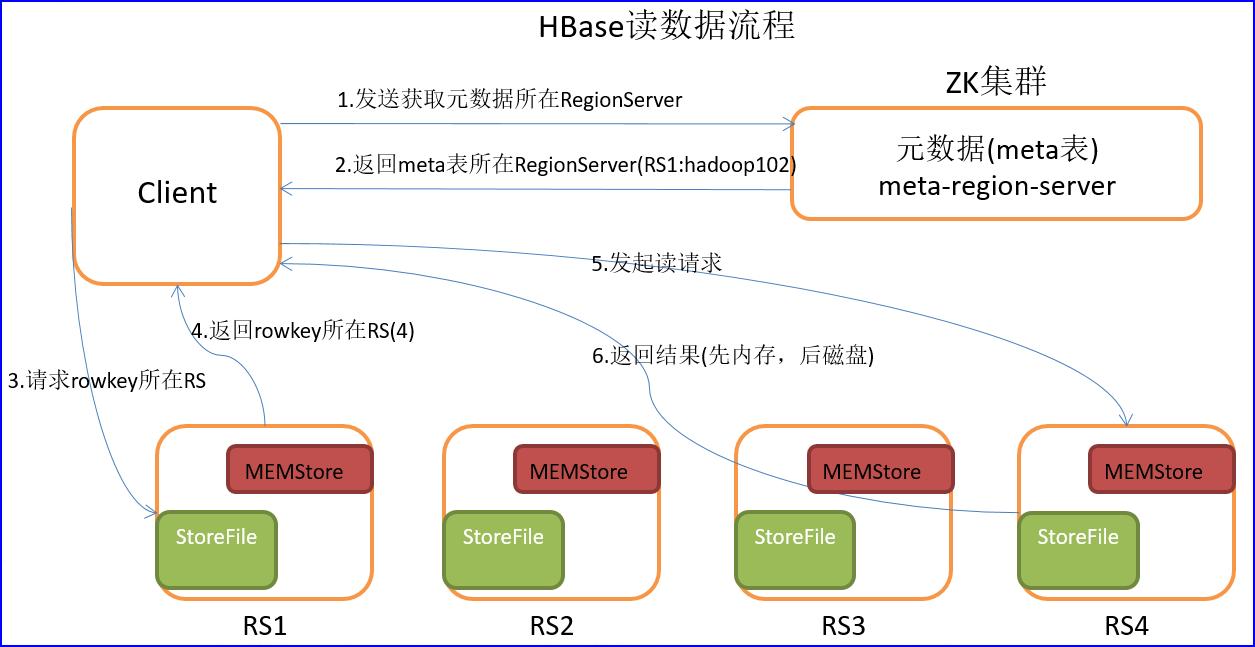 HBase读数据流程
ZK集群
1.发送获取元数据所在RegionServer
元数据(meta表)
meta-region-server
2.返回meta表所在RegionServer(RS1:hadoop102)
Client
5.发起读请求
4.返回rowkey所在RS(4)
6.返回结果(先内存，后磁盘)
3.请求rowkey所在RS
MEMStore
MEMStore
MEMStore
MEMStore
StoreFile
StoreFile
StoreFile
StoreFile
RS1
RS2
RS3
RS4